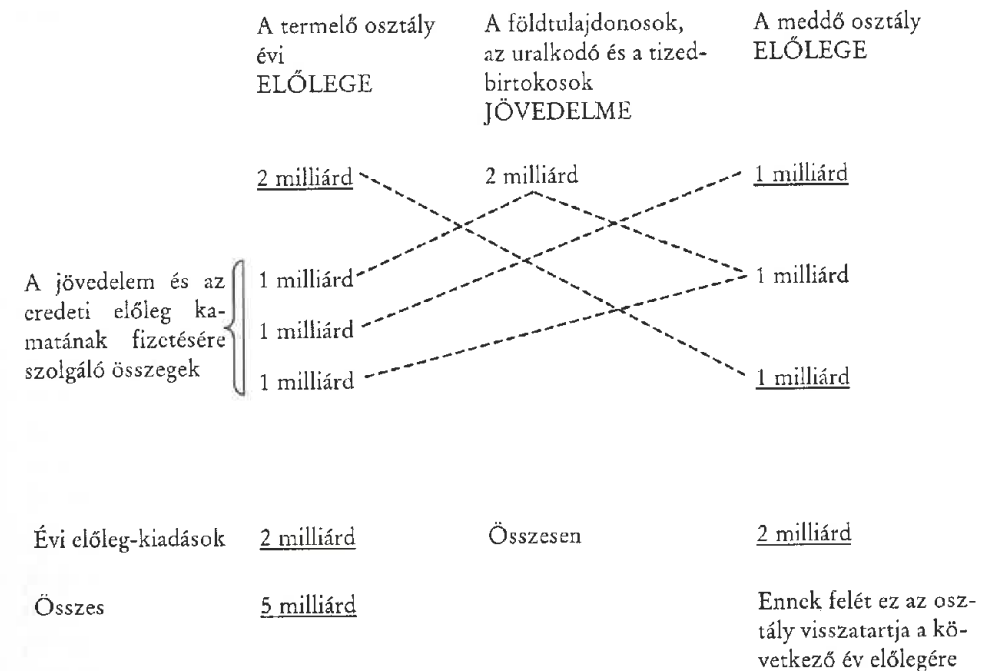 A termelő osztály
évi
ELŐLEGE
A földtulajdonosok,
az uralkodó és a tized-
birtokosok
JÖVEDELME
A meddő osztály
ELŐLEGE
2 milliárd
2 milliárd
1 milliárd
A jövedelem és az
eredeti előleg ka-
matának fizetésére
szolgáló összegek
1 milliárd
1 milliárd
1 milliárd
1 milliárd
1 milliárd
Évi előleg-kiadások
2 milliárd
Összesen
2 milliárd
Összes
5 milliárd
Ennek felét ez az osz-
tály visszatartja a kö-
vetkező év előlegére